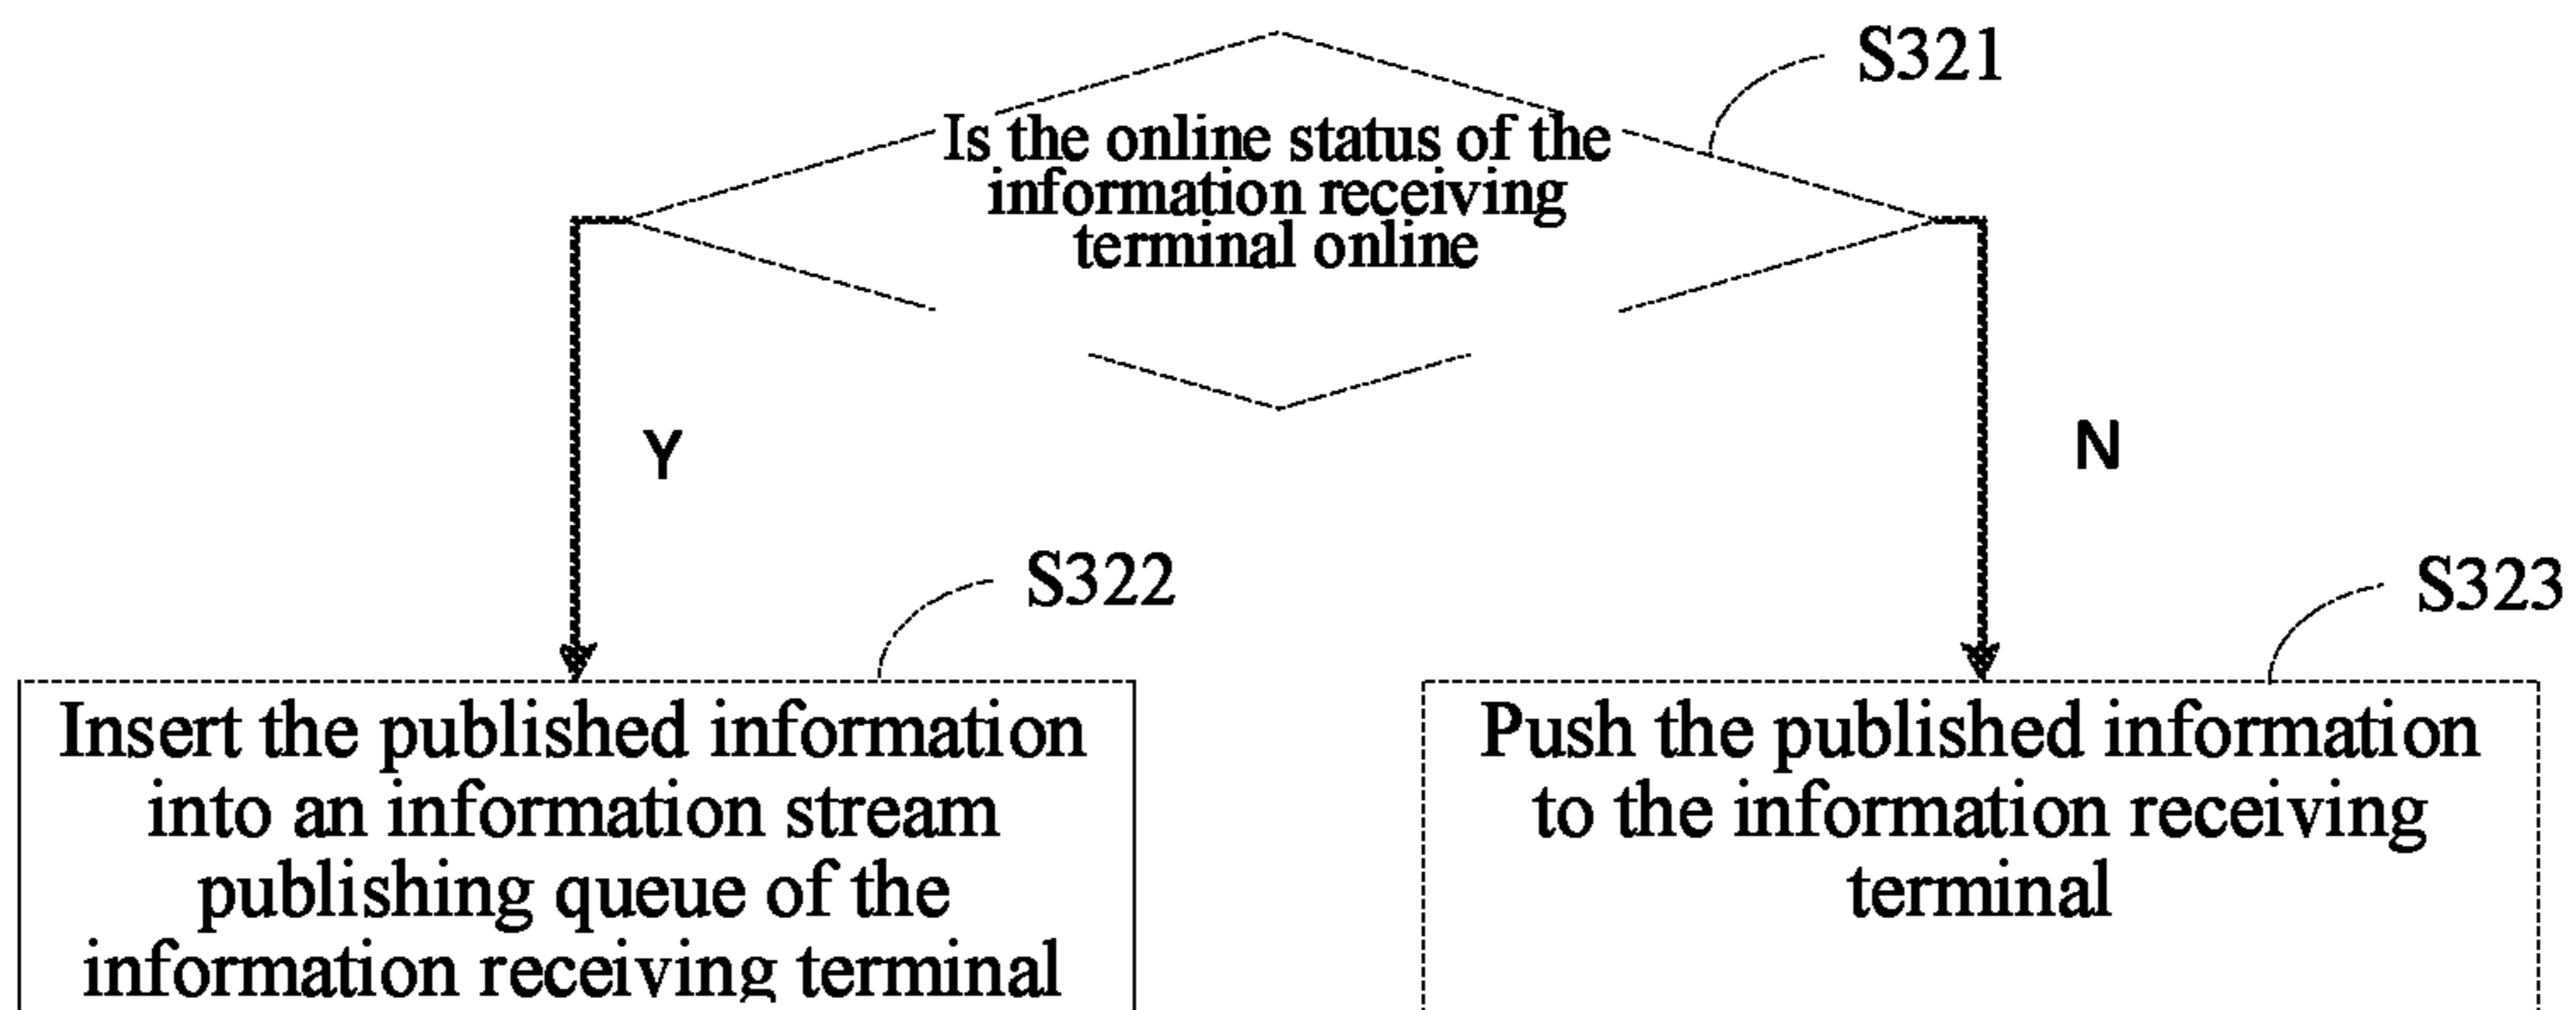 S321
Is the online status of the
information receiving
terminal online
Y
N
S322
S323
Insert the published information
into an information stream
publishing queue of the
information receiving terminal
Push the published information
to the information receiving
terminal